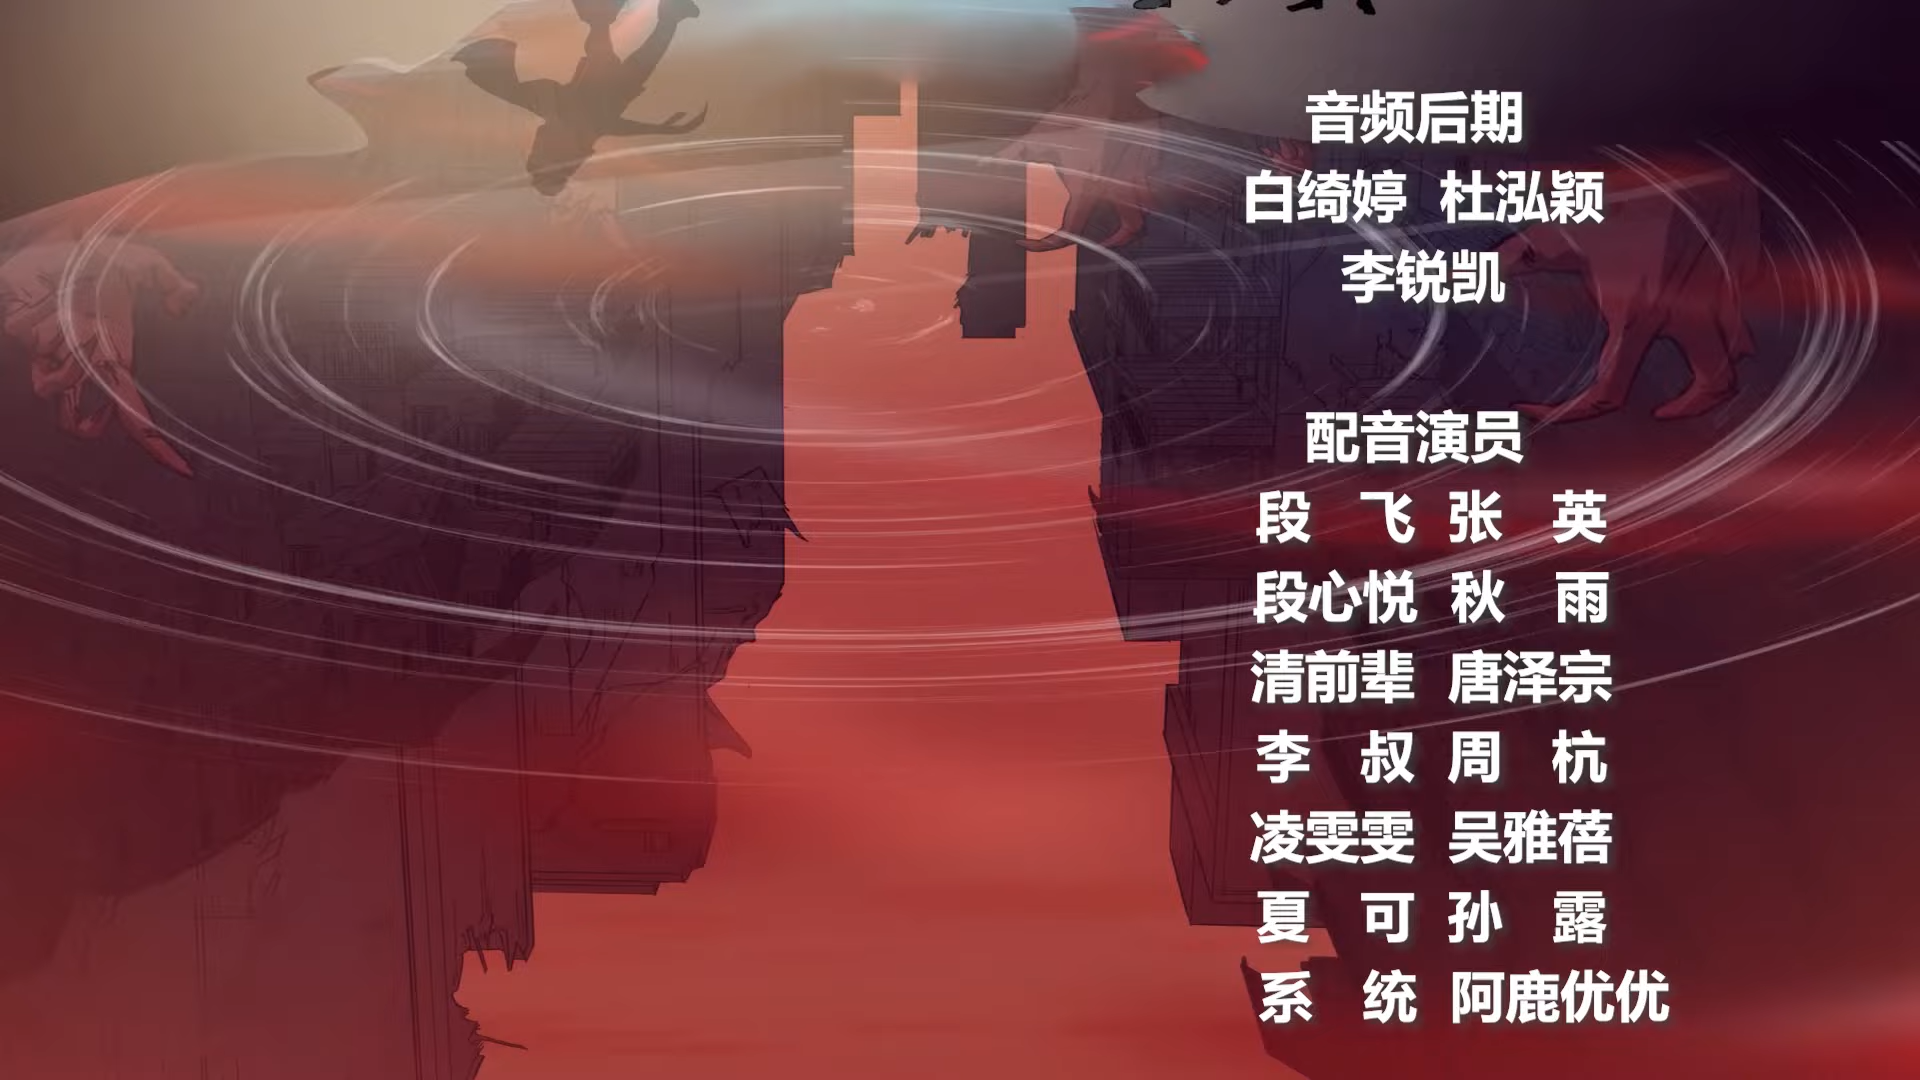 音频后期
白绮婷 杜泓颖
李锐凯
配音演员
段 飞 张 英
段心悦 秋 雨
清前辈 唐泽宗
李 叔 周 杭
凌雯雯 吴雅蓓
夏 可 孙 露
系 统 阿鹿优优